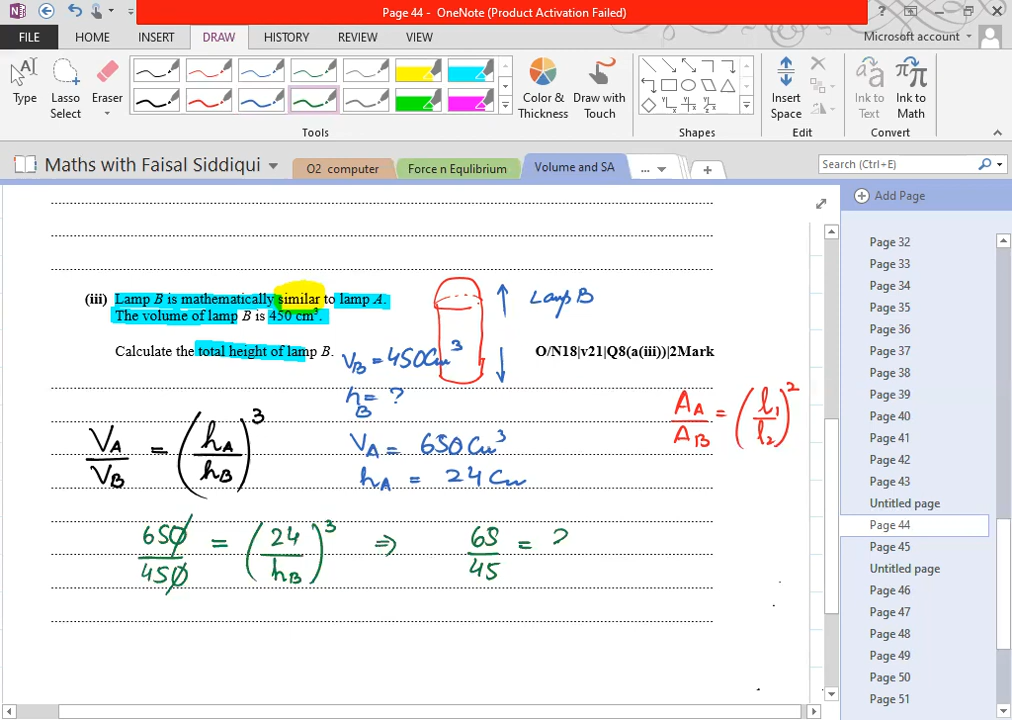 Page 44 - OneNote (Product Activation Failed)
FILE HOME INSERT DRAW HISTORY REVIEW VIEW
Microsoft account
Type
Lasso Select
Eraser
Color & Thickness
Draw with Touch
Insert Space
Ink to Text
Ink to Math
Tools
Shapes
Edit
Convert
Maths with Faisal Siddiqui
O2 computer
Force n Equilibrium
Volume and SA
...
Search (Ctrl+E)
Add Page
(iii) Lamp B is mathematically similar to lamp A.
The volume of lamp B is 450 cm³.
Calculate the total height of lamp B.
O/N18|v21|Q8(a(iii))|2Mark
Lamp B
V_B = 450 Cm³
h_B = ?
V_A = 650 Cm³
h_A = 24 Cm
V_A/V_B = (h_A/h_B)³
A_A/A_B = (l₁/l₂)²
650/450 = (24/h_B)³ ⇒ 65/45 =
Page 32
Page 33
Page 34
Page 35
Page 36
Page 37
Page 38
Page 39
Page 40
Page 41
Page 42
Page 43
Untitled page
Page 44
Page 45
Untitled page
Page 46
Page 47
Page 48
Page 49
Page 50
Page 51